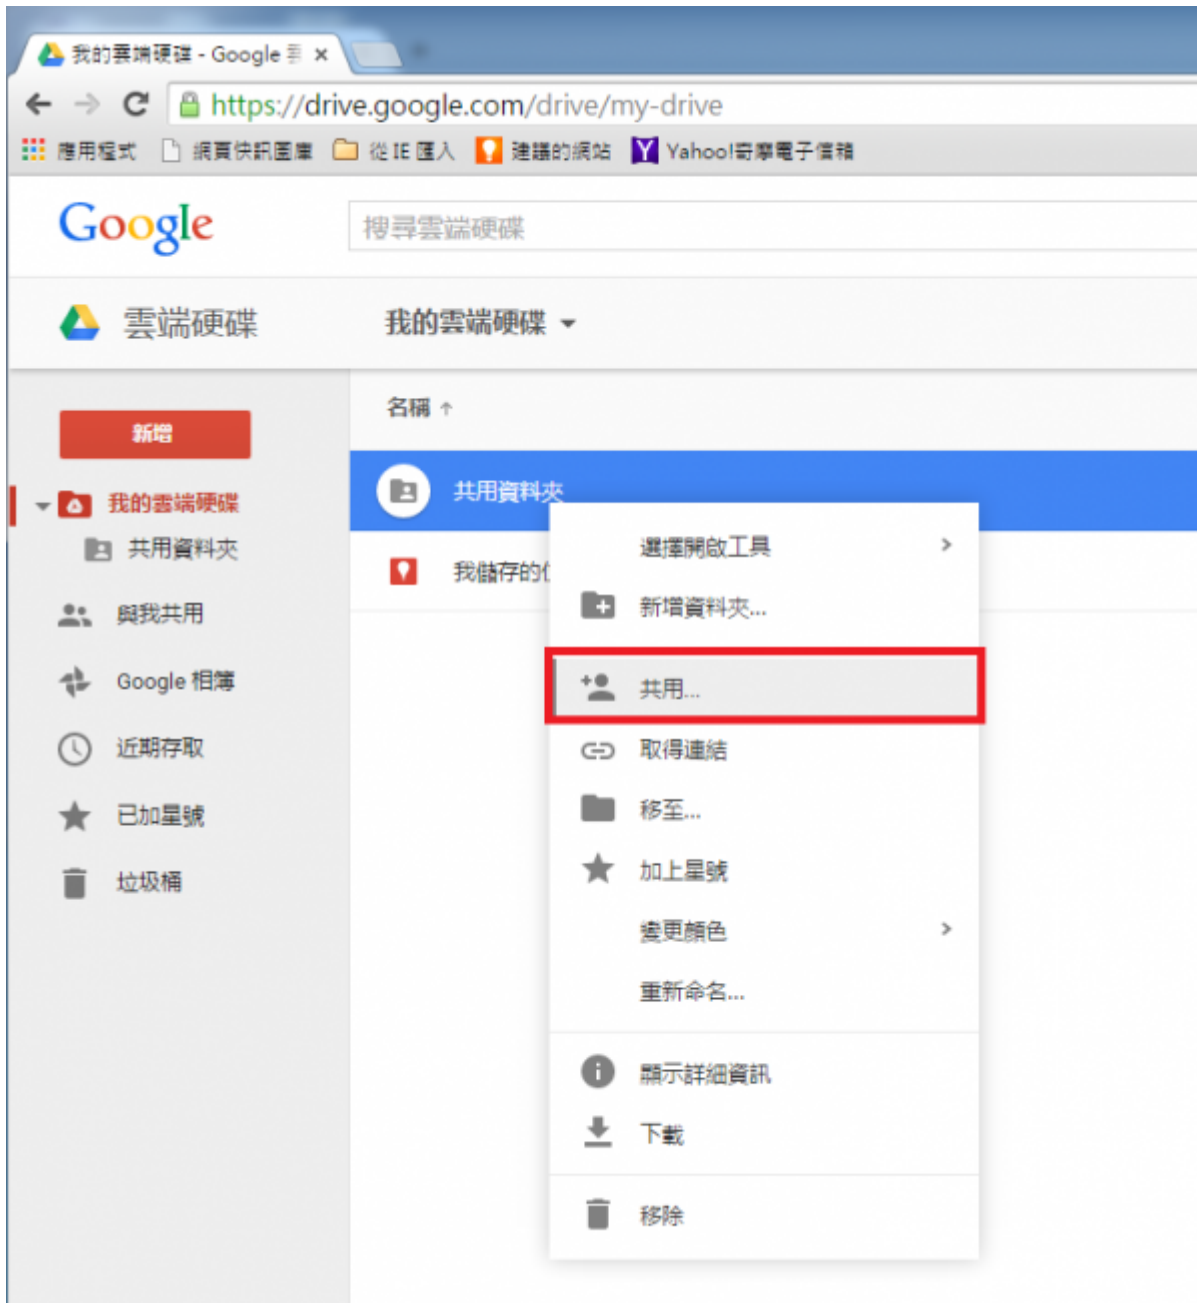 我的雲端硬碟 - Google 雲
https://drive.google.com/drive/my-drive
應用程式 網頁快訊圖庫 從 IE 匯入 建議的網站 Yahoo!奇摩電子信箱
Google 搜尋雲端硬碟
雲端硬碟 我的雲端硬碟
名稱
新增
共用資料夾
我的雲端硬碟
共用資料夾
我儲存的
與我共用
Google 相簿
近期存取
已加星號
垃圾桶
選擇開啟工具
新增資料夾...
共用...
取得連結
移至...
加上星號
變更顏色
重新命名...
顯示詳細資訊
下載
移除